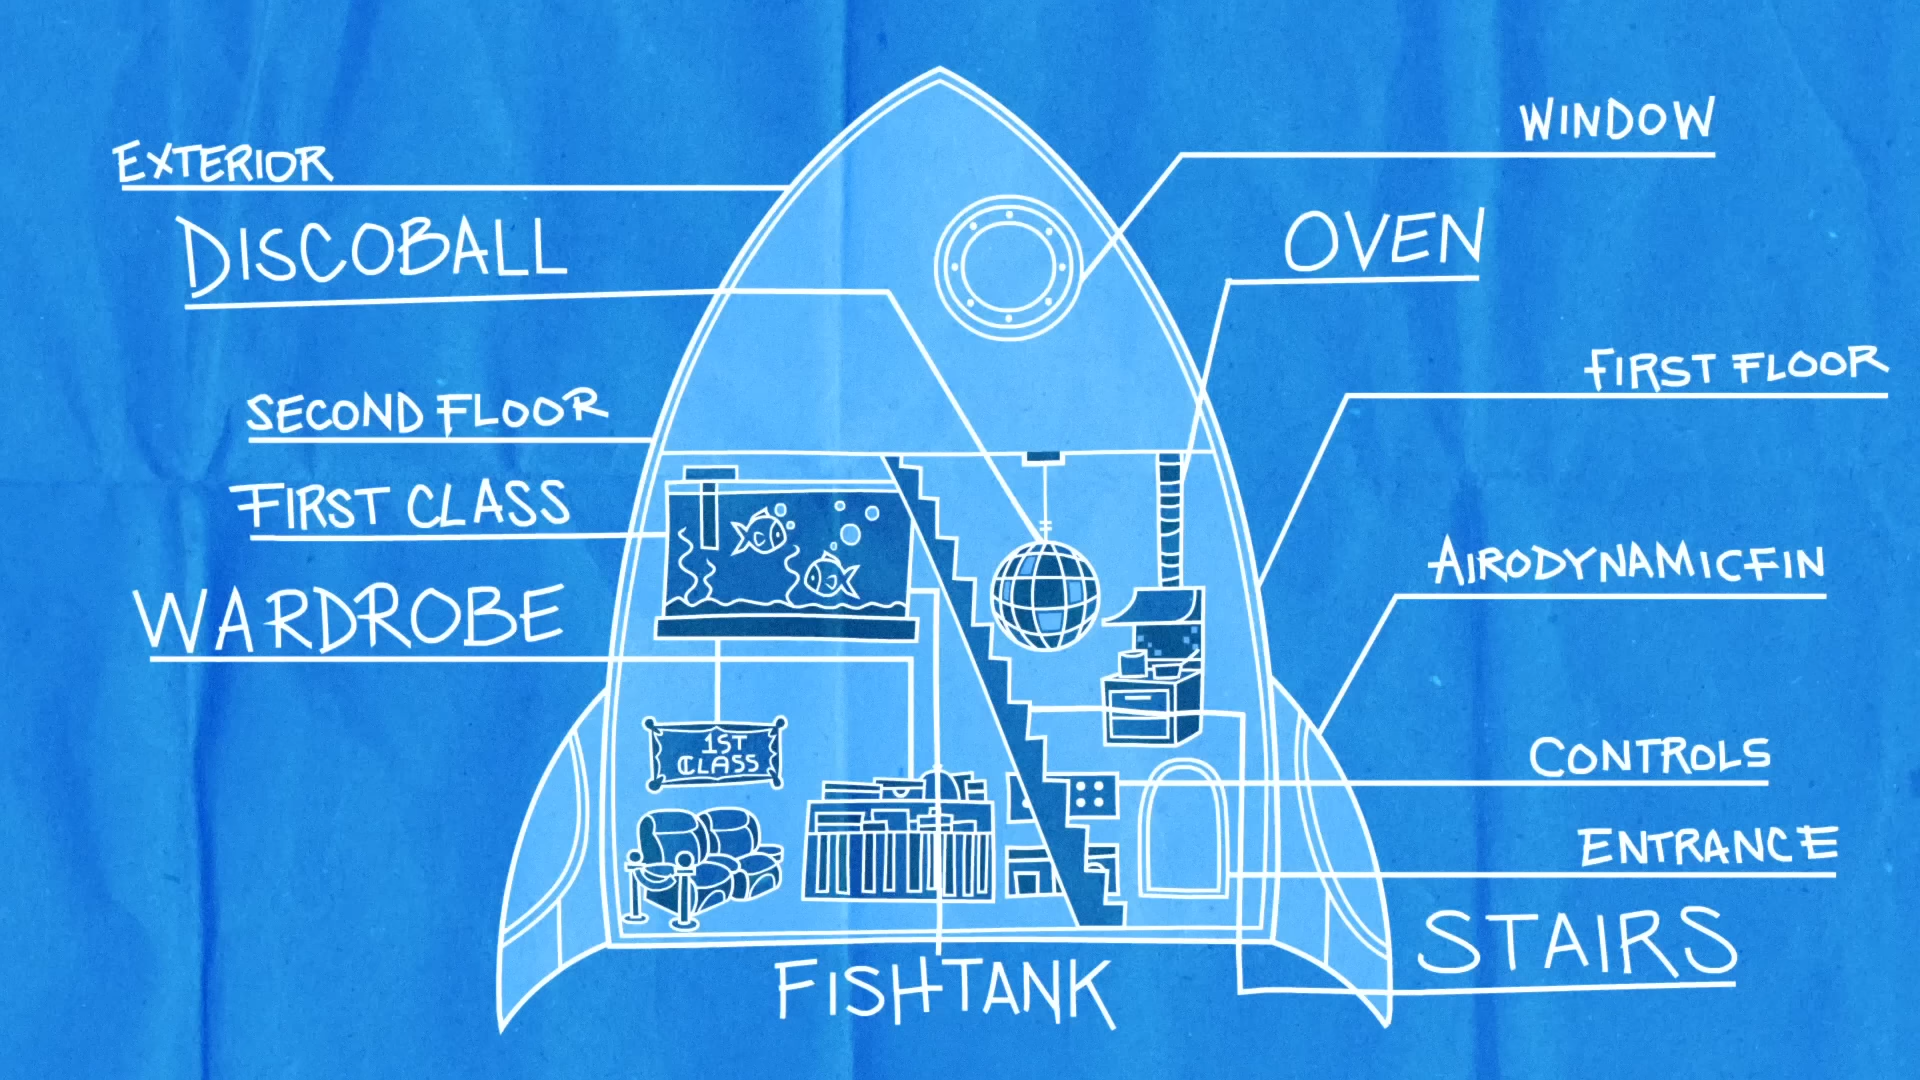 EXTERIOR
DISCOBALL
SECOND FLOOR
FIRST CLASS
WARDROBE
1ST
CLASS
FISHTANK
WINDOW
OVEN
FIRST FLOOR
AIRODYNAMICFIN
CONTROLS
ENTRANCE
STAIRS